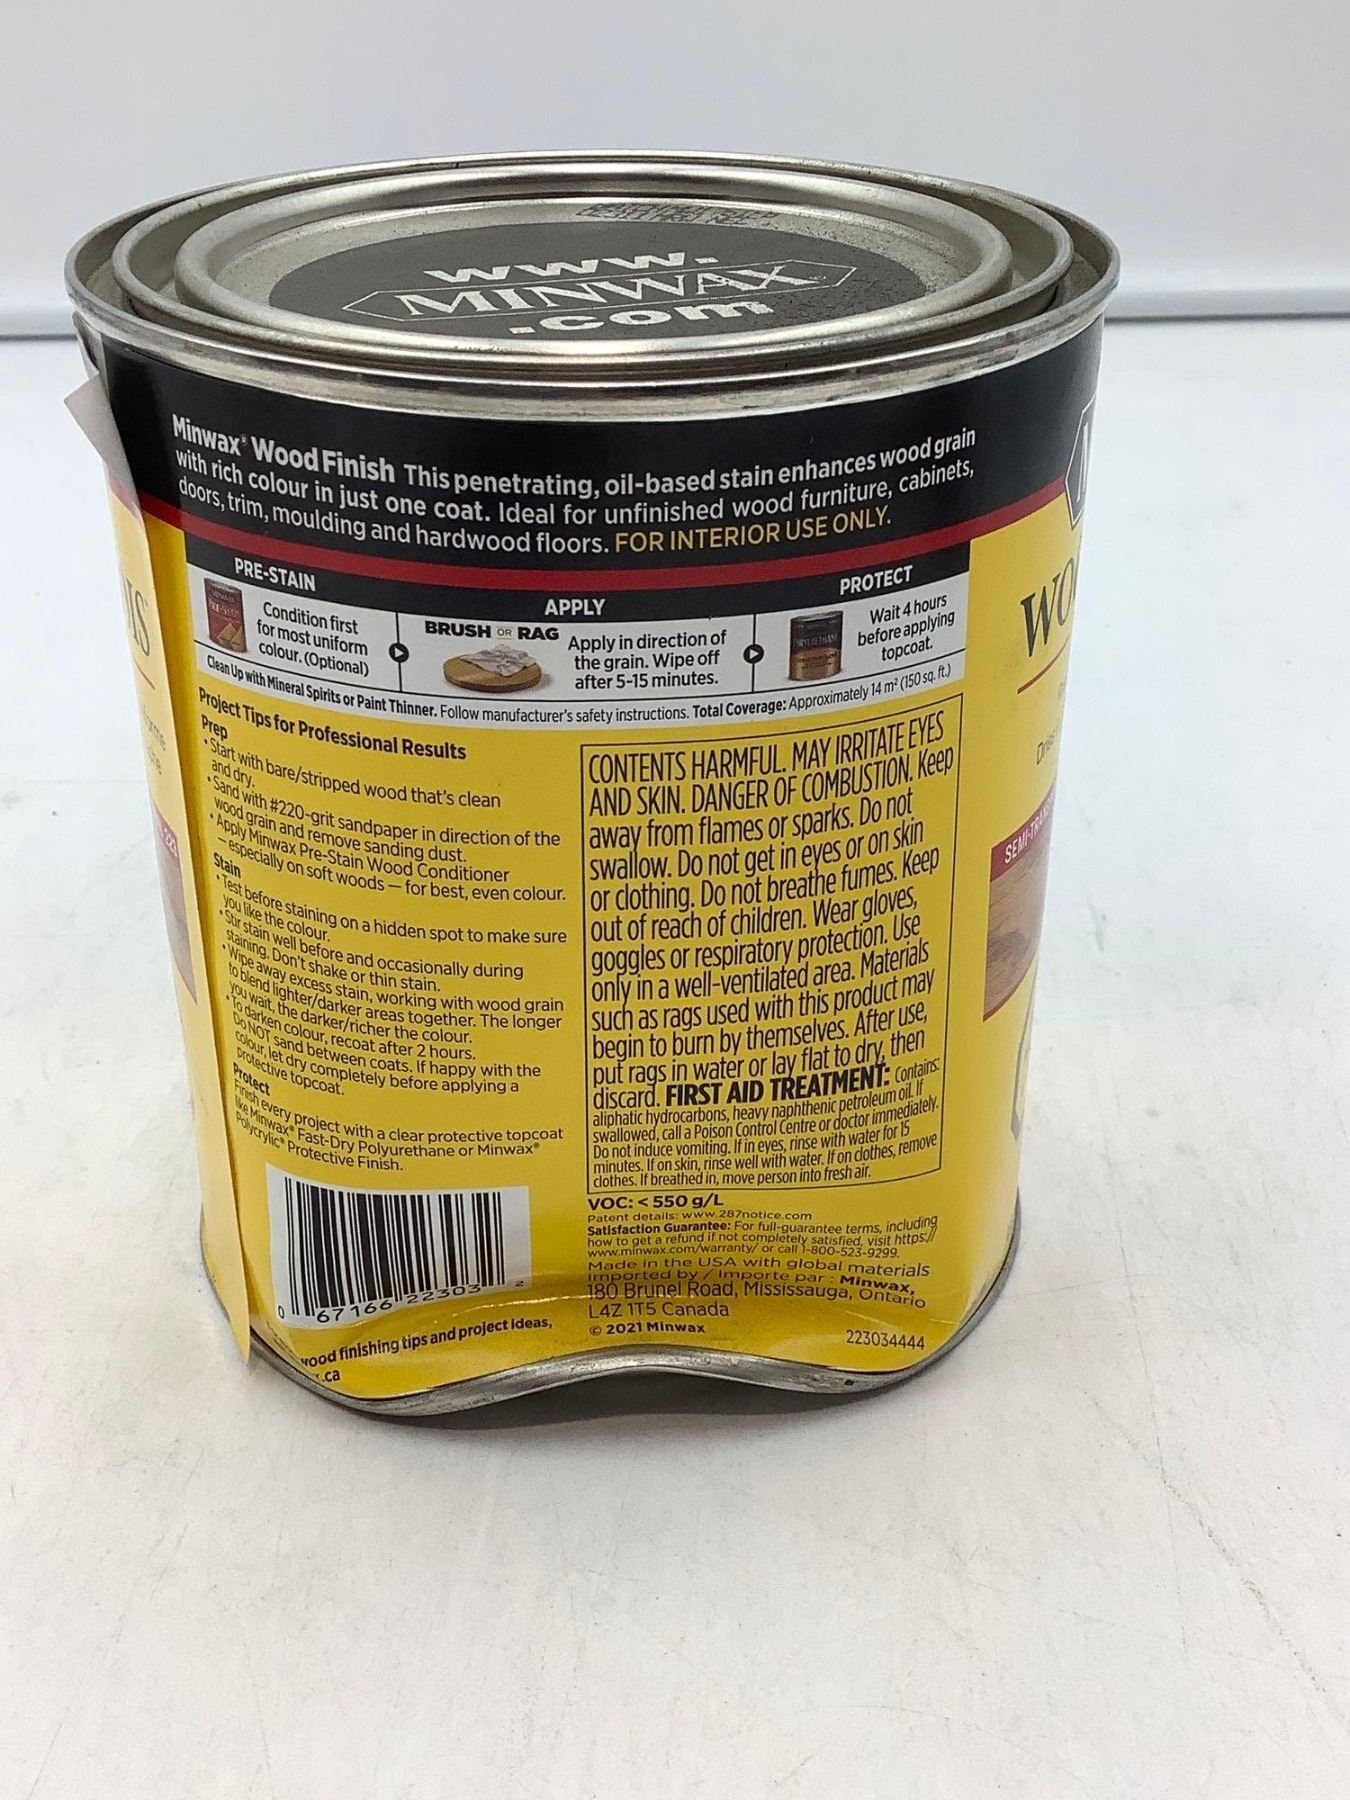 www.
MINWAX
.com
Minwax® Wood Finish This penetrating, oil-based stain enhances wood grain
with rich colour in just one coat. Ideal for unfinished wood furniture, cabinets,
doors, trim, moulding and hardwood floors. FOR INTERIOR USE ONLY.
PRE-STAIN
Condition first
for most uniform
colour. (Optional)
APPLY
BRUSH OR RAG
Apply in direction of
the grain. Wipe off
after 5-15 minutes.
PROTECT
Wait 4 hours
before applying
topcoat.
Clean Up with Mineral Spirits or Paint Thinner. Follow manufacturer's safety instructions. Total Coverage: Approximately 14 m² (150 sq. ft.)
Project Tips for Professional Results
Prep
• Start with bare/stripped wood that's clean
and dry.
• Sand with #220-grit sandpaper in direction of the
wood grain and remove sanding dust.
• Apply Minwax Pre-Stain Wood Conditioner
– especially on soft woods – for best, even colour.
Stain
• Test before staining on a hidden spot to make sure
you like the colour.
• Stir stain well before and occasionally during
staining. Don't shake or thin stain.
• Wipe away excess stain, working with wood grain
to blend lighter/darker areas together. The longer
you wait, the darker/richer the colour.
• To darken colour, recoat after 2 hours.
Do NOT sand between coats. If happy with the
colour, let dry completely before applying a
protective topcoat.
Protect
Finish every project with a clear protective topcoat
like Minwax® Fast-Dry Polyurethane or Minwax®
Polycrylic® Protective Finish.
0 67166 22303 2
wood finishing tips and project ideas,
.ca
CONTENTS HARMFUL. MAY IRRITATE EYES
AND SKIN. DANGER OF COMBUSTION. Keep
away from flames or sparks. Do not
swallow. Do not get in eyes or on skin
or clothing. Do not breathe fumes. Keep
out of reach of children. Wear gloves,
goggles or respiratory protection. Use
only in a well-ventilated area. Materials
such as rags used with this product may
begin to burn by themselves. After use,
put rags in water or lay flat to dry, then
discard. FIRST AID TREATMENT: Contains:
aliphatic hydrocarbons, heavy naphthenic petroleum oil. If
swallowed, call a Poison Control Centre or doctor immediately.
Do not induce vomiting. If in eyes, rinse with water for 15
minutes. If on skin, rinse well with water. If on clothes, remove
clothes. If breathed in, move person into fresh air.
VOC: < 550 g/L
Patent details: www.287notice.com
Satisfaction Guarantee: For full-guarantee terms, including
how to get a refund if not completely satisfied, visit https://
www.minwax.com/warranty/ or call 1-800-523-9299.
Made in the USA with global materials
Imported by / Importe par : Minwax,
180 Brunel Road, Mississauga, Ontario
L4Z 1T5 Canada
© 2021 Minwax
223034444
WO
SEMI-TRA
IS
223